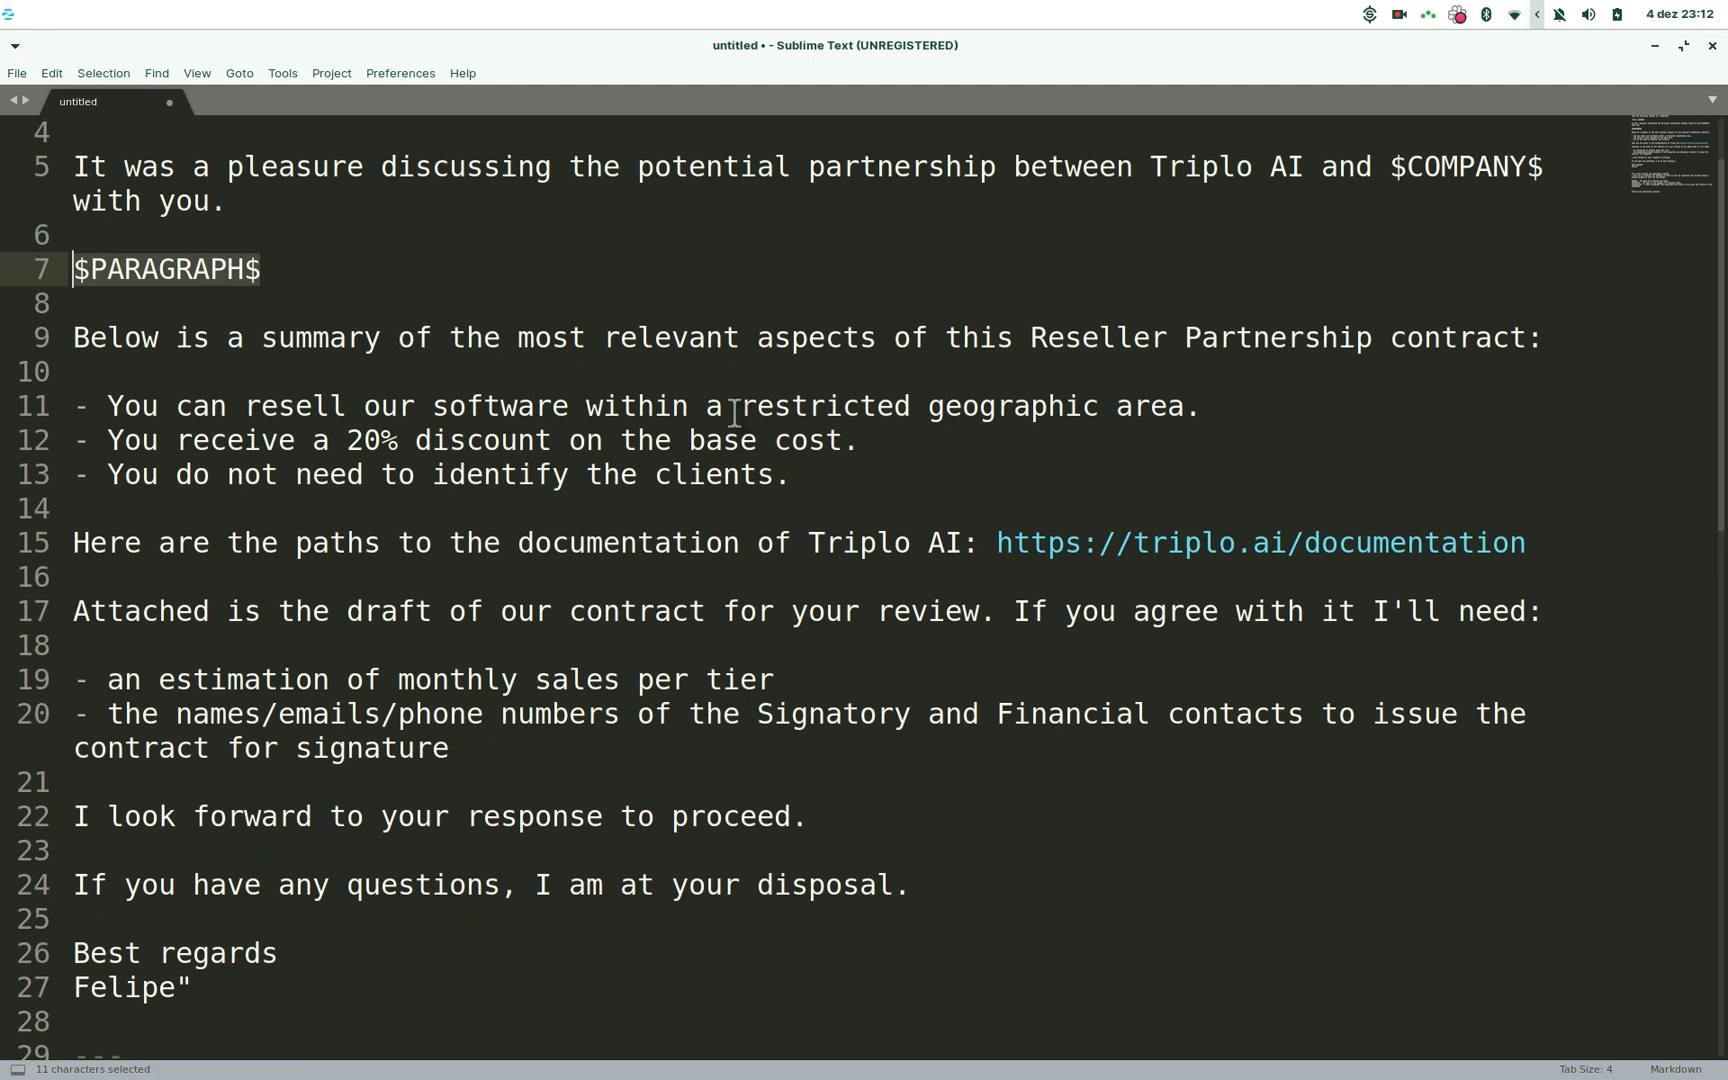 4 dez 23:12
untitled • - Sublime Text (UNREGISTERED)
File Edit Selection Find View Goto Tools Project Preferences Help
untitled
4
5 It was a pleasure discussing the potential partnership between Triplo AI and $COMPANY$
with you.
6
7 $PARAGRAPH$
8
9 Below is a summary of the most relevant aspects of this Reseller Partnership contract:
10
11 - You can resell our software within a restricted geographic area.
12 - You receive a 20% discount on the base cost.
13 - You do not need to identify the clients.
14
15 Here are the paths to the documentation of Triplo AI: https://triplo.ai/documentation
16
17 Attached is the draft of our contract for your review. If you agree with it I'll need:
18
19 - an estimation of monthly sales per tier
20 - the names/emails/phone numbers of the Signatory and Financial contacts to issue the
contract for signature
21
22 I look forward to your response to proceed.
23
24 If you have any questions, I am at your disposal.
25
26 Best regards
27 Felipe"
28
29 ---
11 characters selected Tab Size: 4 Markdown